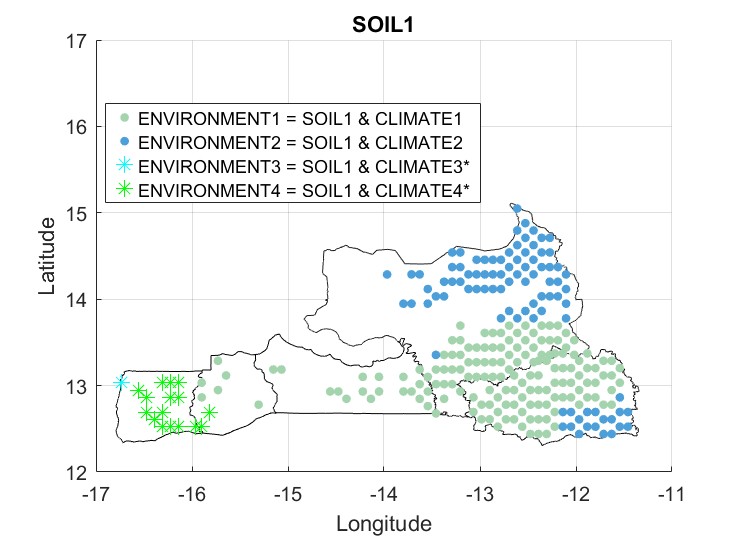 SOIL1
17
16
15
14
13
12
Latitude
ENVIRONMENT1 = SOIL1 & CLIMATE1
ENVIRONMENT2 = SOIL1 & CLIMATE2
ENVIRONMENT3 = SOIL1 & CLIMATE3*
ENVIRONMENT4 = SOIL1 & CLIMATE4*
-17 -16 -15 -14 -13 -12 -11
Longitude